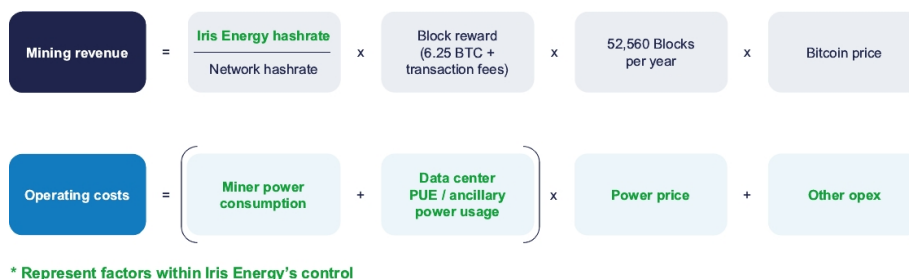 Mining revenue
=
Iris Energy hashrate
Network hashrate
x
Block reward
(6.25 BTC +
transaction fees)
x
52,560 Blocks
per year
x
Bitcoin price
Operating costs
=
Miner power
consumption
+
Data center
PUE / ancillary
power usage
x
Power price
+
Other opex
* Represent factors within Iris Energy's control